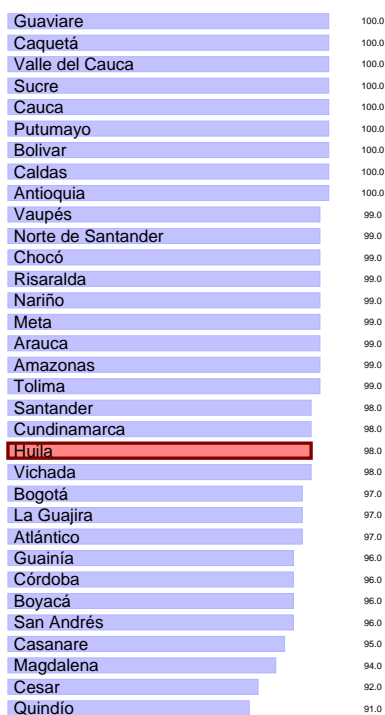 Guaviare 100.0
Caquetá 100.0
Valle del Cauca 100.0
Sucre 100.0
Cauca 100.0
Putumayo 100.0
Bolivar 100.0
Caldas 100.0
Antioquia 100.0
Vaupés 99.0
Norte de Santander 99.0
Chocó 99.0
Risaralda 99.0
Nariño 99.0
Meta 99.0
Arauca 99.0
Amazonas 99.0
Tolima 99.0
Santander 98.0
Cundinamarca 98.0
Huila 98.0
Vichada 98.0
Bogotá 97.0
La Guajira 97.0
Atlántico 97.0
Guainía 96.0
Córdoba 96.0
Boyacá 96.0
San Andrés 96.0
Casanare 95.0
Magdalena 94.0
Cesar 92.0
Quindío 91.0